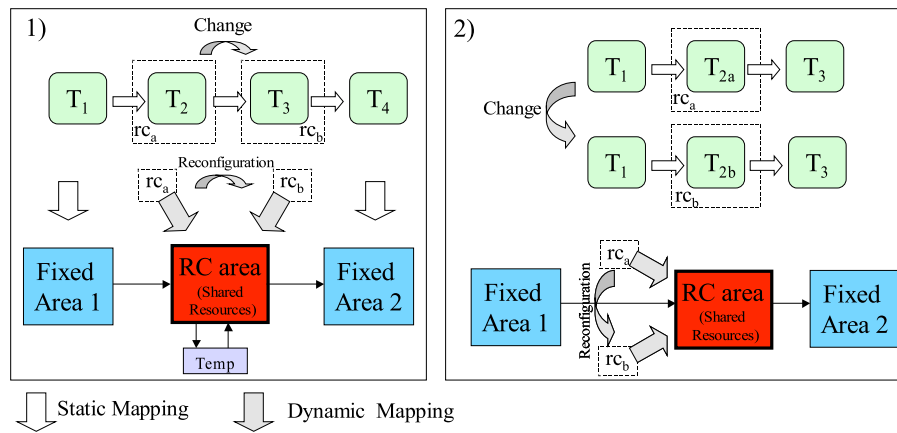 1)
Change
T1
T2
T3
T4
rca
rcb
Reconfiguration
rca
rcb
Fixed
Area 1
RC area
(Shared
Resources)
Fixed
Area 2
Temp
2)
Change
T1
T2a
T3
rca
T1
T2b
T3
rcb
Fixed
Area 1
Reconfiguration
rca
rcb
RC area
(Shared
Resources)
Fixed
Area 2
Static Mapping
Dynamic Mapping